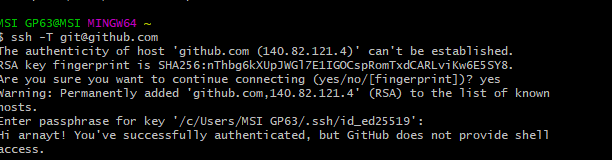 MSI GP63@MSI MINGW64 ~
$ ssh -T git@github.com
The authenticity of host 'github.com (140.82.121.4)' can't be established.
RSA key fingerprint is SHA256:nThbg6kXUpJWGl7E1IGOCspRomTxdCARLviKw6E5SY8.
Are you sure you want to continue connecting (yes/no/[fingerprint])? yes
Warning: Permanently added 'github.com,140.82.121.4' (RSA) to the list of known
hosts.
Enter passphrase for key '/c/Users/MSI GP63/.ssh/id_ed25519':
Hi arnayt! You've successfully authenticated, but GitHub does not provide shell
access.